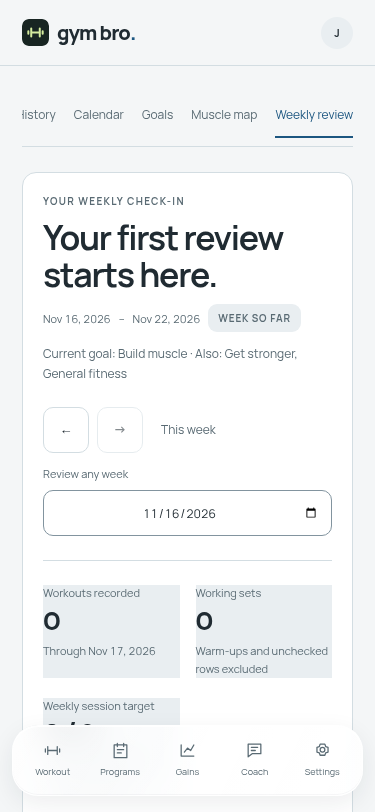 gym bro.
J
History Calendar Goals Muscle map Weekly review
YOUR WEEKLY CHECK-IN
Your first review
starts here.
Nov 16, 2026 – Nov 22, 2026 WEEK SO FAR
Current goal: Build muscle · Also: Get stronger,
General fitness
← → This week
Review any week
11/16/2026
Workouts recorded
0
Through Nov 17, 2026
Working sets
0
Warm-ups and unchecked
rows excluded
Weekly session target
Workout Programs Gains Coach Settings